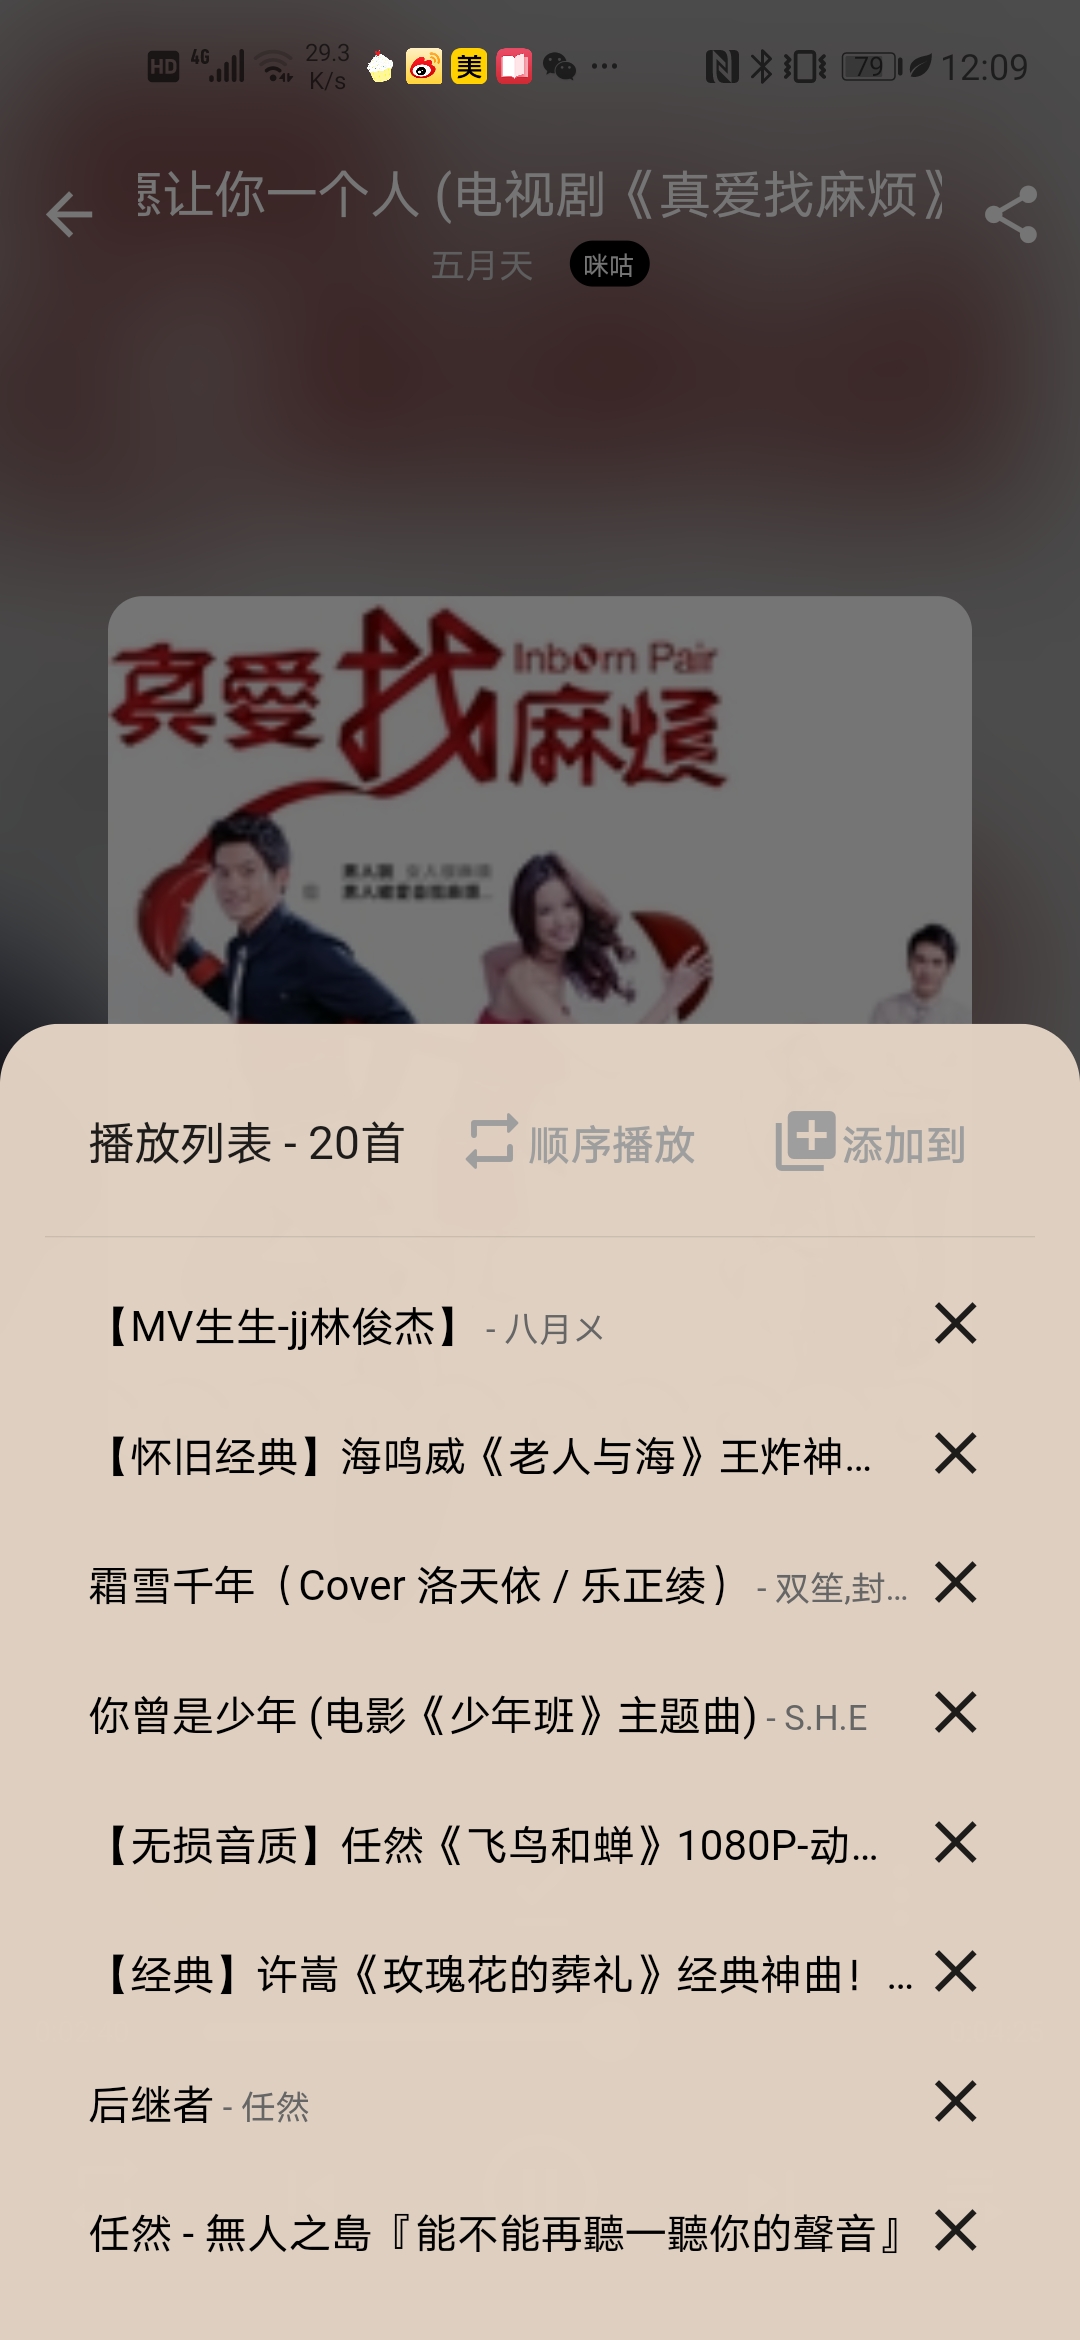 HD 4G 29.3 K/s 美 ... 79 12:09
愿让你一个人 (电视剧《真爱找麻烦》
五月天 咪咕
真愛找麻煩
Inborn Pair
播放列表 - 20首 顺序播放 添加到
【MV生生-jj林俊杰】 - 八月㐅
【怀旧经典】海鸣威《老人与海》王炸神...
霜雪千年（Cover 洛天依 / 乐正绫） - 双笙,封...
你曾是少年 (电影《少年班》主题曲) - S.H.E
【无损音质】任然《飞鸟和蝉》1080P-动...
【经典】许嵩《玫瑰花的葬礼》经典神曲！...
后继者 - 任然
任然 - 無人之島『能不能再聽一聽你的聲音』